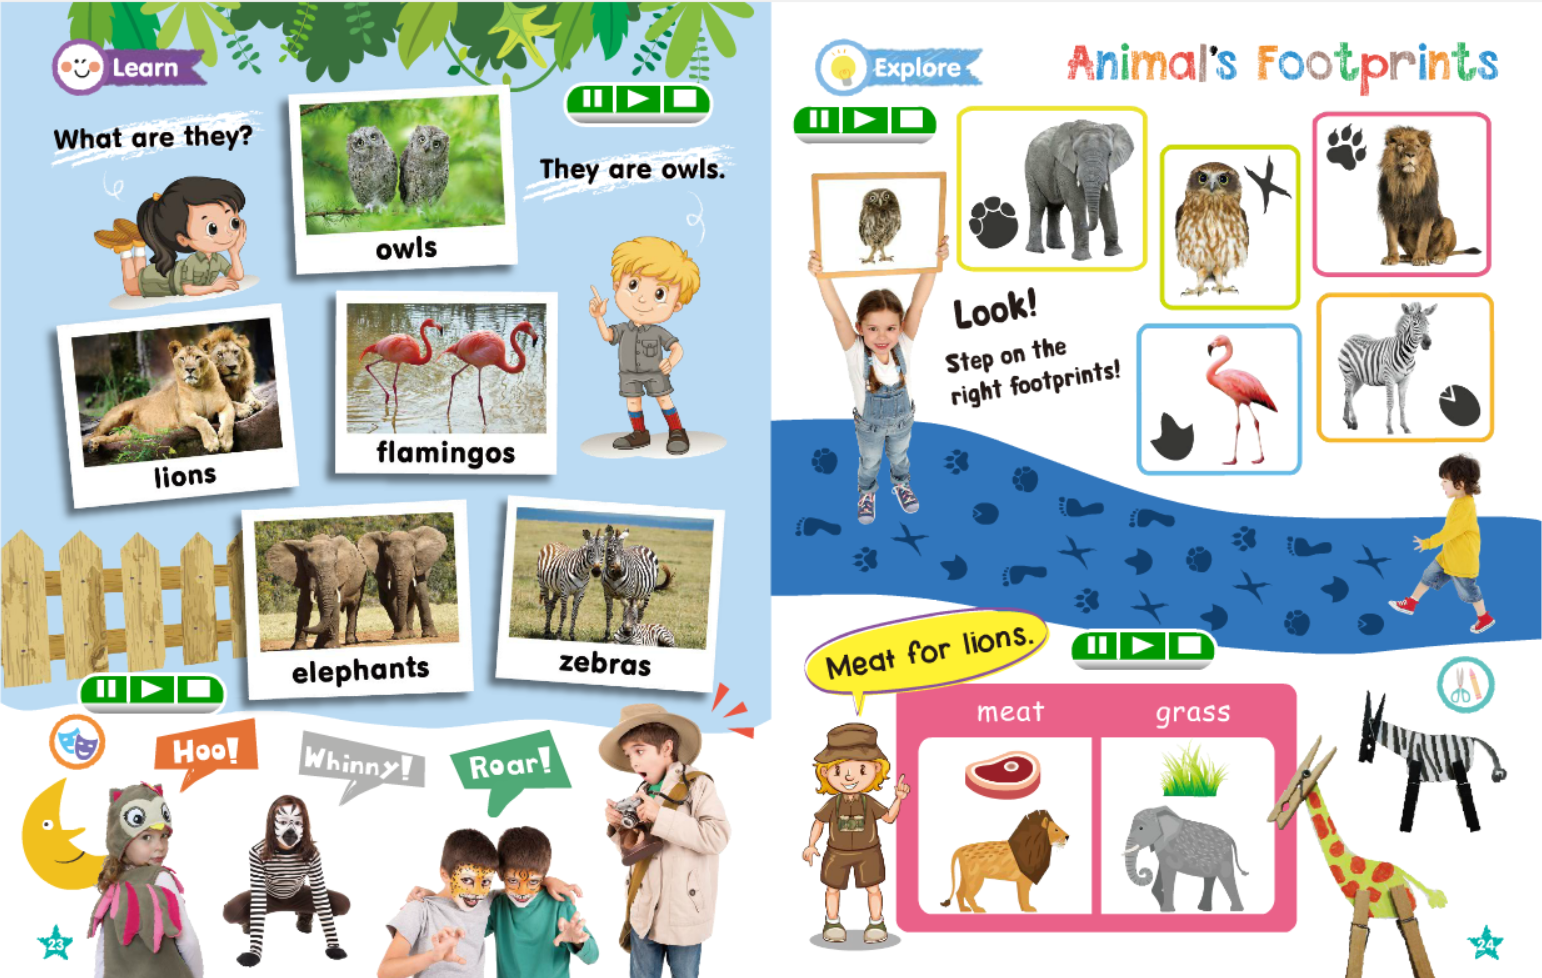 Learn
What are they?
They are owls.
owls
lions
flamingos
elephants
zebras
Hoo!
Whinny!
Roar!
23
Explore
Animal's Footprints
Look!
Step on the
right footprints!
Meat for lions.
meat
grass
24